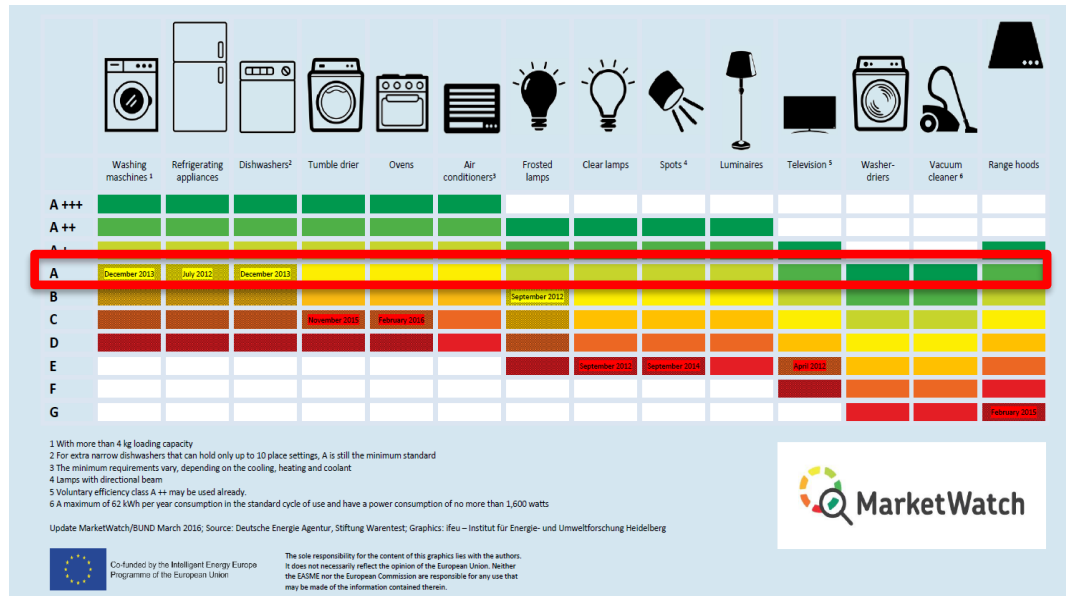 Washing
maschines ¹
Refrigerating
appliances
Dishwashers²
Tumble drier
Ovens
Air
conditioners³
Frosted
lamps
Clear lamps
Spots ⁴
Luminaires
Television ⁵
Washer-
driers
Vacuum
cleaner ⁶
Range hoods
A +++
A ++
A December 2013 July 2012 December 2013
B September 2012
C November 2015 February 2016
D
E September 2012 September 2014 April 2012
F
G February 2015
1 With more than 4 kg loading capacity
2 For extra narrow dishwashers that can hold only up to 10 place settings, A is still the minimum standard
3 The minimum requirements vary, depending on the cooling, heating and coolant
4 Lamps with directional beam
5 Voluntary efficiency class A ++ may be used already.
6 A maximum of 62 kWh per year consumption in the standard cycle of use and have a power consumption of no more than 1,600 watts
Update MarketWatch/BUND March 2016; Source: Deutsche Energie Agentur, Stiftung Warentest; Graphics: ifeu – Institut für Energie- und Umweltforschung Heidelberg
MarketWatch
Co-funded by the Intelligent Energy Europe
Programme of the European Union
The sole responsibility for the content of this graphics lies with the authors.
It does not necessarily reflect the opinion of the European Union. Neither
the EASME nor the European Commission are responsible for any use that
may be made of the information contained therein.